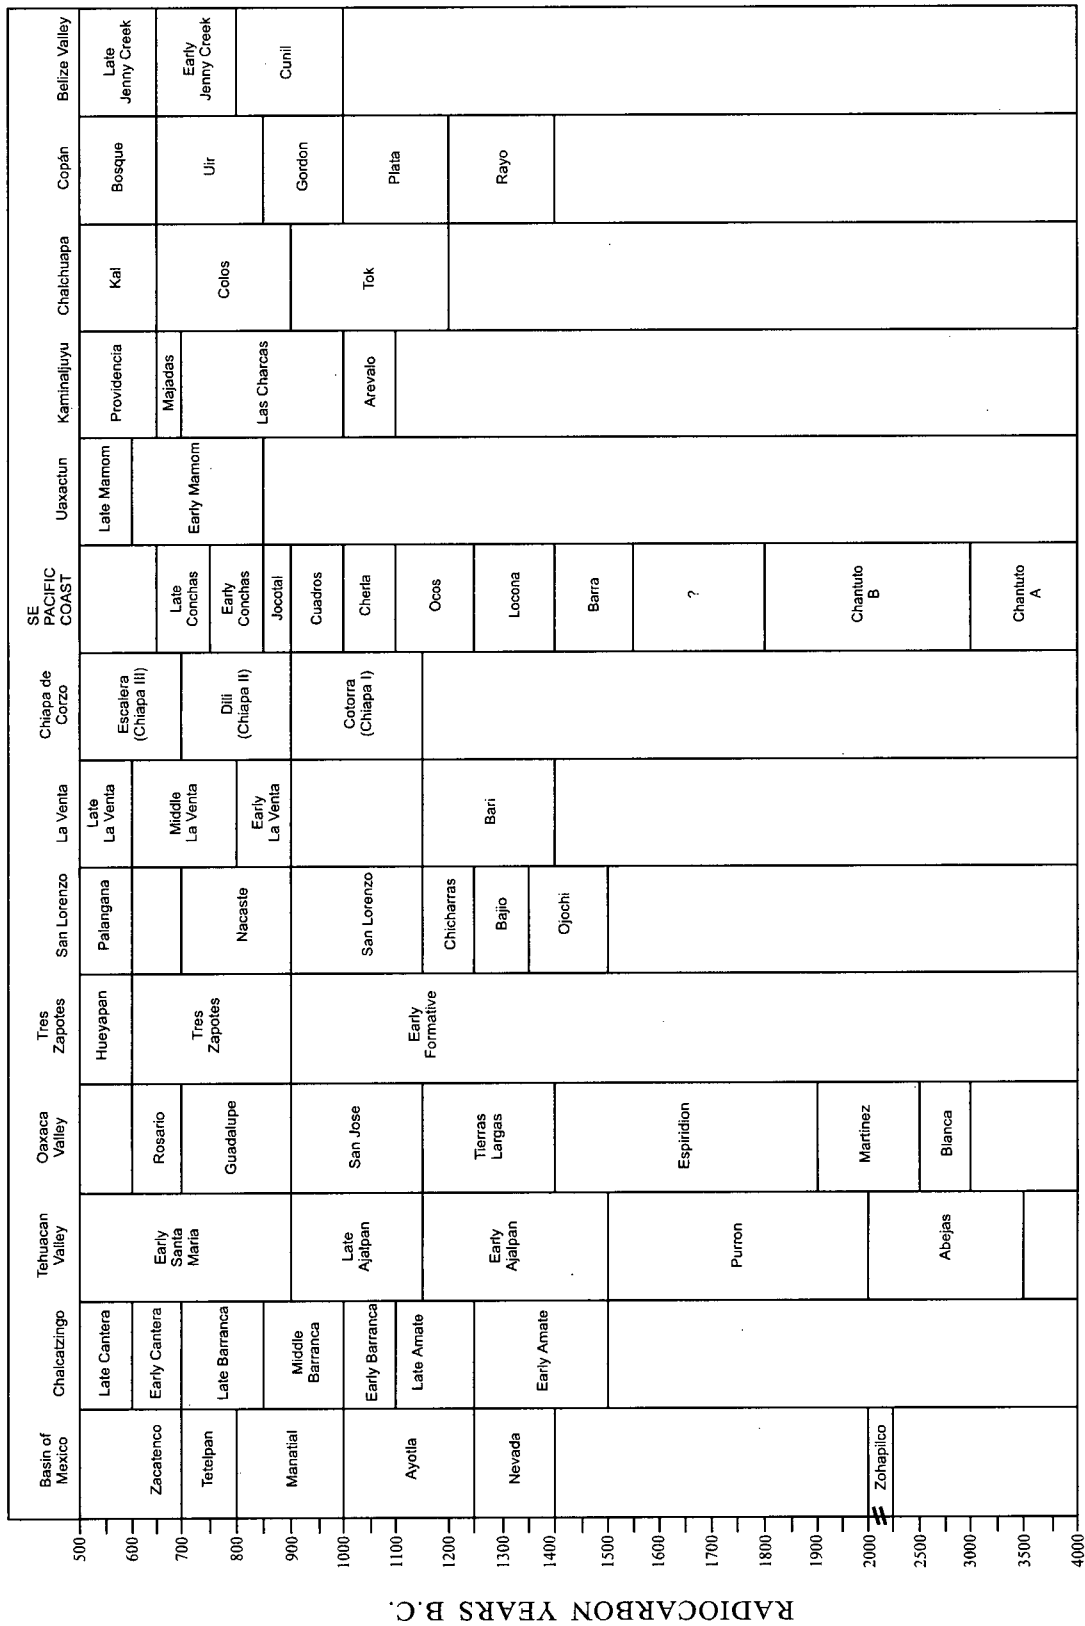 RADIOCARBON YEARS B.C.
500
600
700
800
900
1000
1100
1200
1300
1400
1500
1600
1700
1800
1900
2000
2500
3000
3500
4000
Basin of
Mexico
Zacatenco
Tetelpan
Manatial
Ayotla
Nevada
Zohapilco
Chalcatzingo
Late Cantera
Early Cantera
Late Barranca
Middle
Barranca
Early Barranca
Late Amate
Early Amate
Tehuacan
Valley
Early
Santa
Maria
Late
Ajalpan
Early
Ajalpan
Purron
Abejas
Oaxaca
Valley
Rosario
Guadalupe
San Jose
Tierras
Largas
Espiridion
Martinez
Blanca
Tres
Zapotes
Hueyapan
Tres
Zapotes
Early
Formative
San Lorenzo
Palangana
Nacaste
San Lorenzo
Chicharras
Bajio
Ojochi
La Venta
Late
La Venta
Middle
La Venta
Early
La Venta
Bari
Chiapa de
Corzo
Escalera
(Chiapa III)
Dili
(Chiapa II)
Cotorra
(Chiapa I)
SE
PACIFIC
COAST
Late
Conchas
Early
Conchas
Jocotal
Cuadros
Cherla
Ocos
Locona
Barra
?
Chantuto
B
Chantuto
A
Uaxactun
Late Mamom
Early Mamom
Kaminaljuyu
Providencia
Majadas
Las Charcas
Arevalo
Chalchuapa
Kal
Colos
Tok
Copán
Bosque
Uir
Gordon
Plata
Rayo
Belize Valley
Late
Jenny Creek
Early
Jenny Creek
Cunil